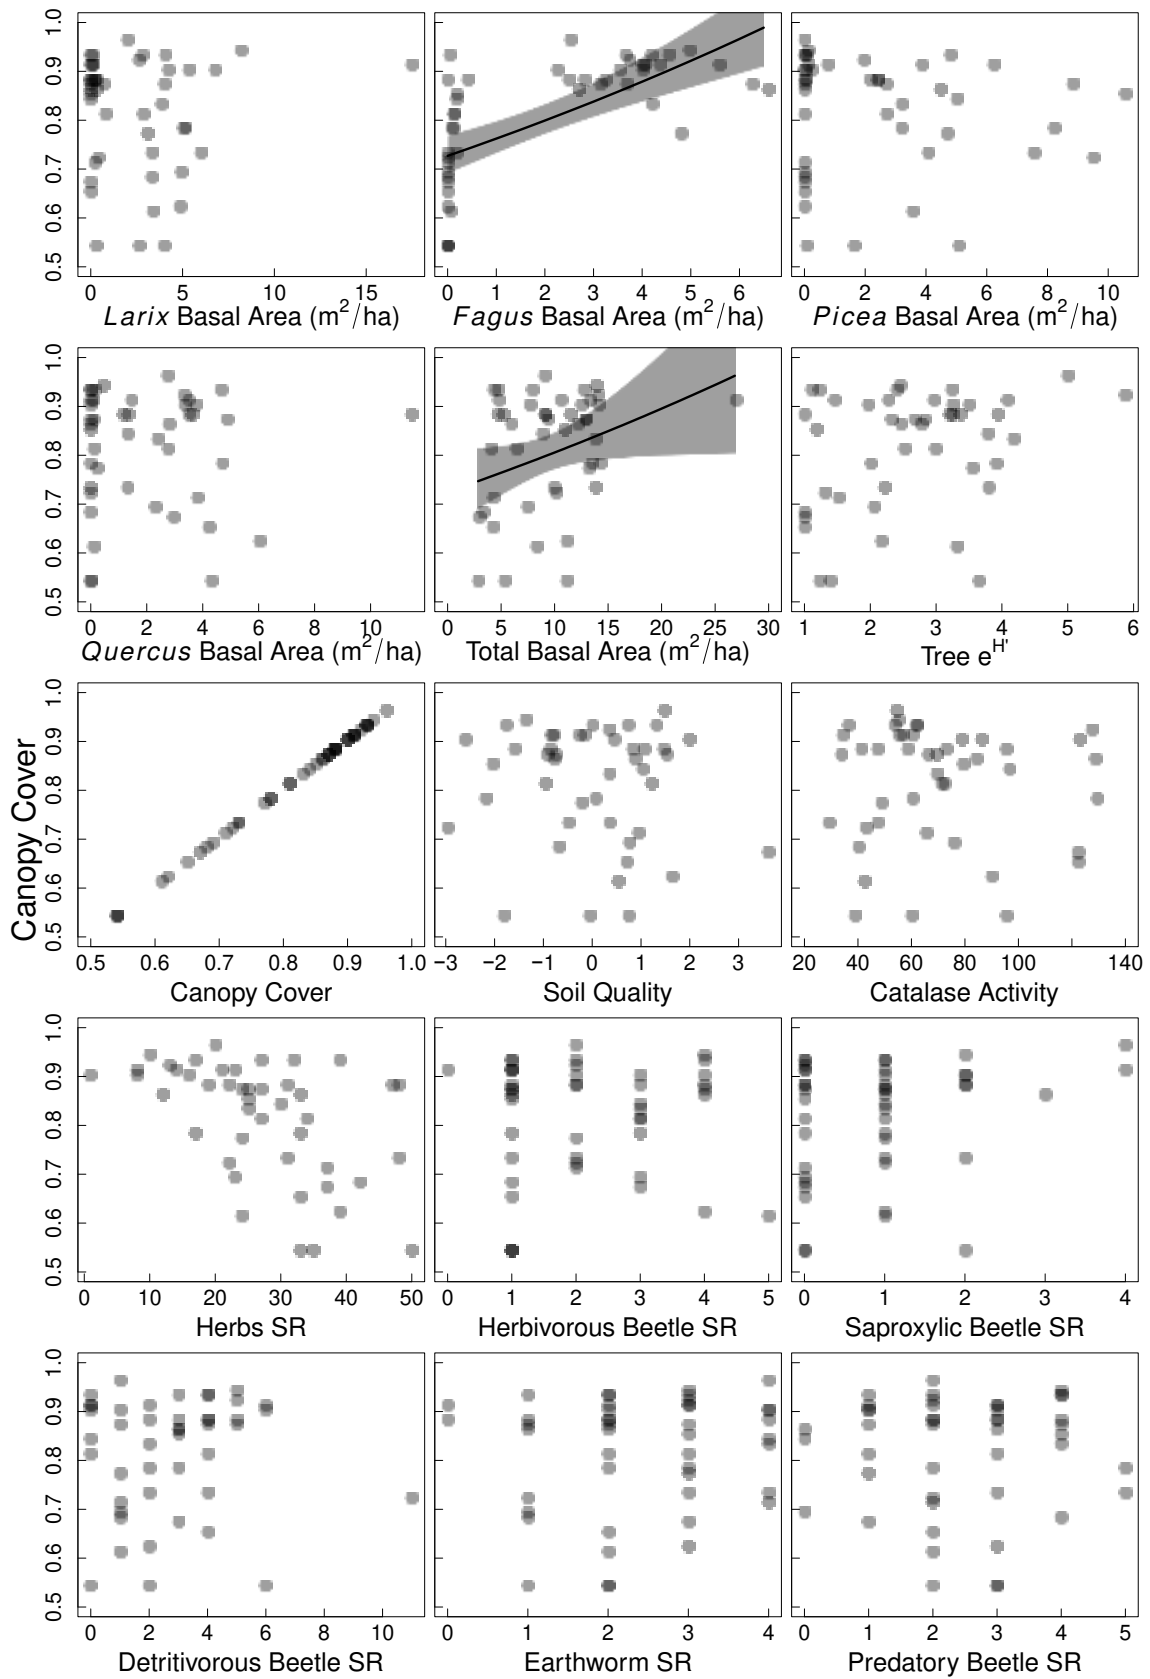 0.5 0.6 0.7 0.8 0.9 1.0
0 5 10 15
Larix Basal Area (m²/ha)
0 1 2 3 4 5 6
Fagus Basal Area (m²/ha)
0 2 4 6 8 10
Picea Basal Area (m²/ha)
0.5 0.6 0.7 0.8 0.9 1.0
0 2 4 6 8 10
Quercus Basal Area (m²/ha)
0 5 10 15 20 25 30
Total Basal Area (m²/ha)
1 2 3 4 5 6
Tree eᴴ'
Canopy Cover
0.5 0.6 0.7 0.8 0.9 1.0
0.5 0.6 0.7 0.8 0.9 1.0
Canopy Cover
−3 −2 −1 0 1 2 3
Soil Quality
20 40 60 80 100 140
Catalase Activity
0.5 0.6 0.7 0.8 0.9 1.0
0 10 20 30 40 50
Herbs SR
0 1 2 3 4 5
Herbivorous Beetle SR
0 1 2 3 4
Saproxylic Beetle SR
0.5 0.6 0.7 0.8 0.9 1.0
0 2 4 6 8 10
Detritivorous Beetle SR
0 1 2 3 4
Earthworm SR
0 1 2 3 4 5
Predatory Beetle SR